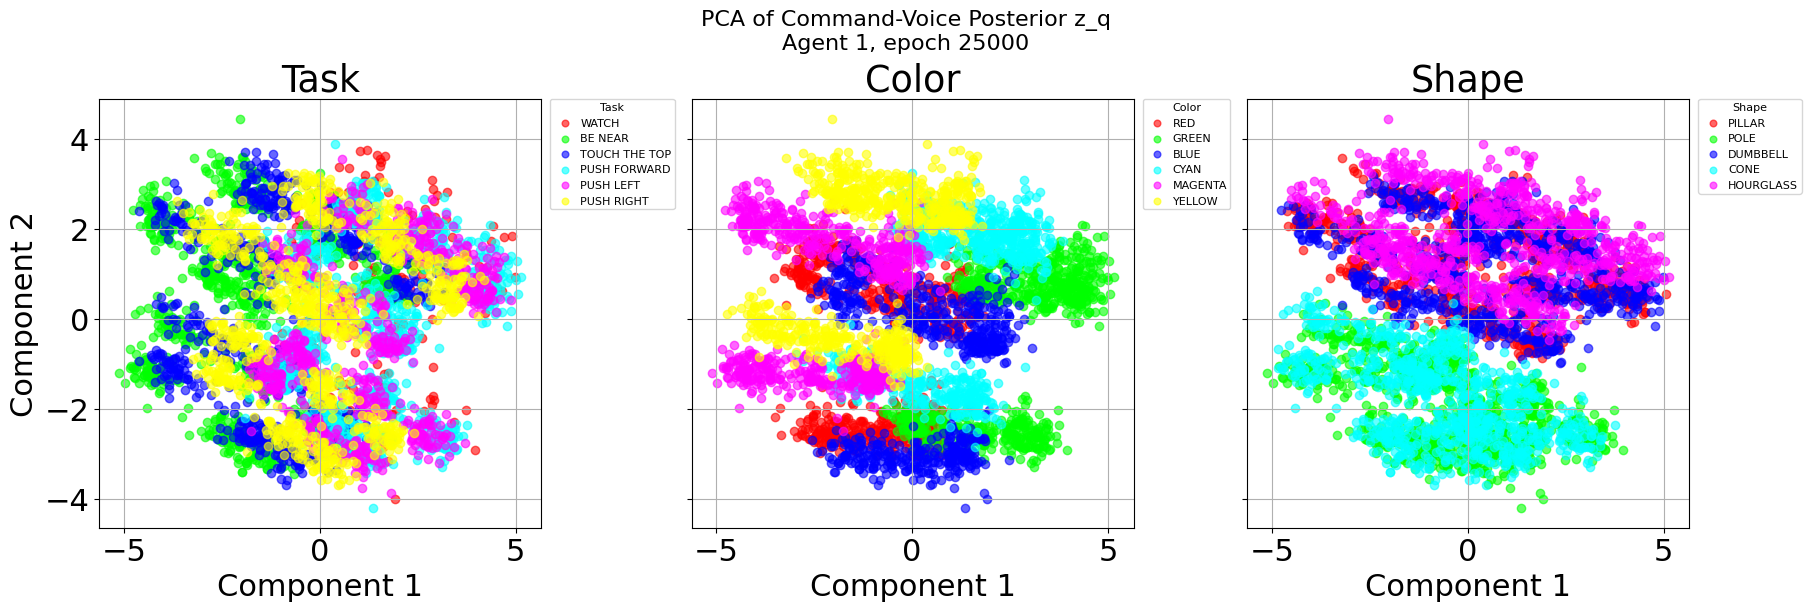 PCA of Command-Voice Posterior z_q
Agent 1, epoch 25000
Task
Component 2
4
2
0
−2
−4
−5
0
5
Component 1
Task
WATCH
BE NEAR
TOUCH THE TOP
PUSH FORWARD
PUSH LEFT
PUSH RIGHT
Color
−5
0
5
Component 1
Color
RED
GREEN
BLUE
CYAN
MAGENTA
YELLOW
Shape
−5
0
5
Component 1
Shape
PILLAR
POLE
DUMBBELL
CONE
HOURGLASS